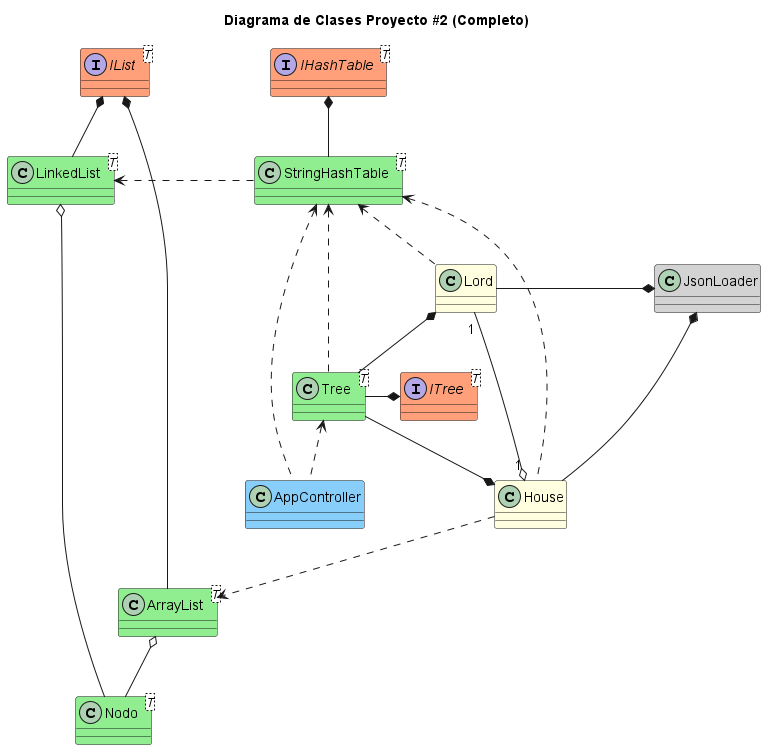 Diagrama de Clases Proyecto #2 (Completo)
I IList T
I IHashTable T
C LinkedList T
C StringHashTable T
C Lord
C JsonLoader
1
C Tree T
I ITree T
1
C AppController
C House
C ArrayList T
C Nodo T